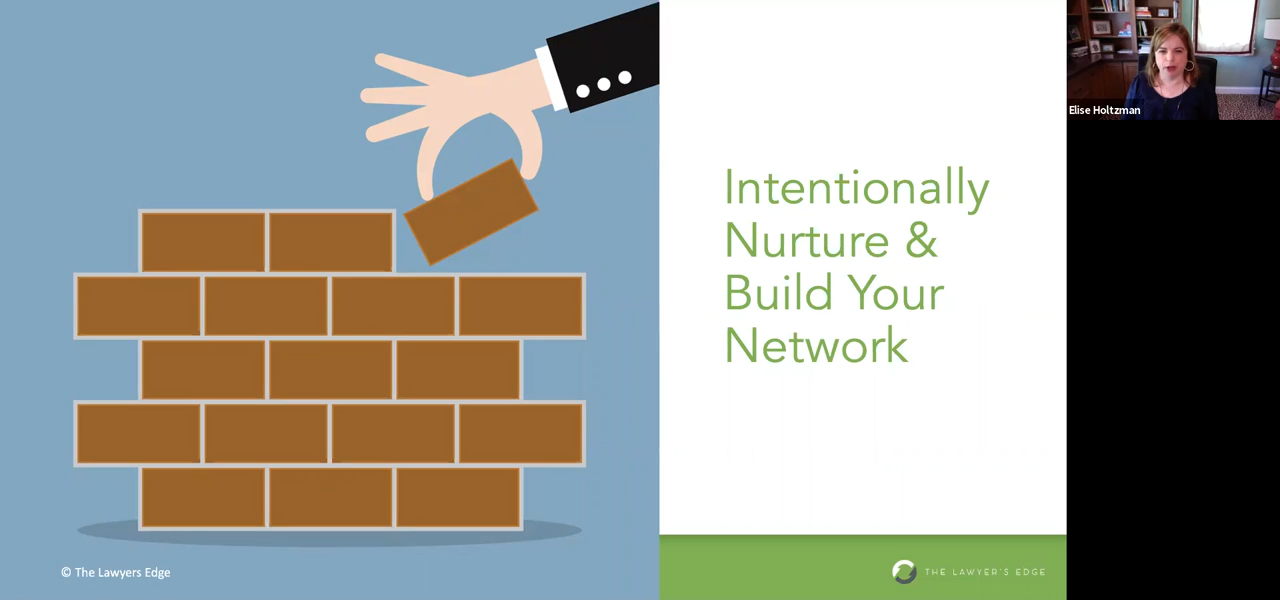 Intentionally
Nurture &
Build Your
Network
© The Lawyers Edge
THE LAWYER'S EDGE
Elise Holtzman